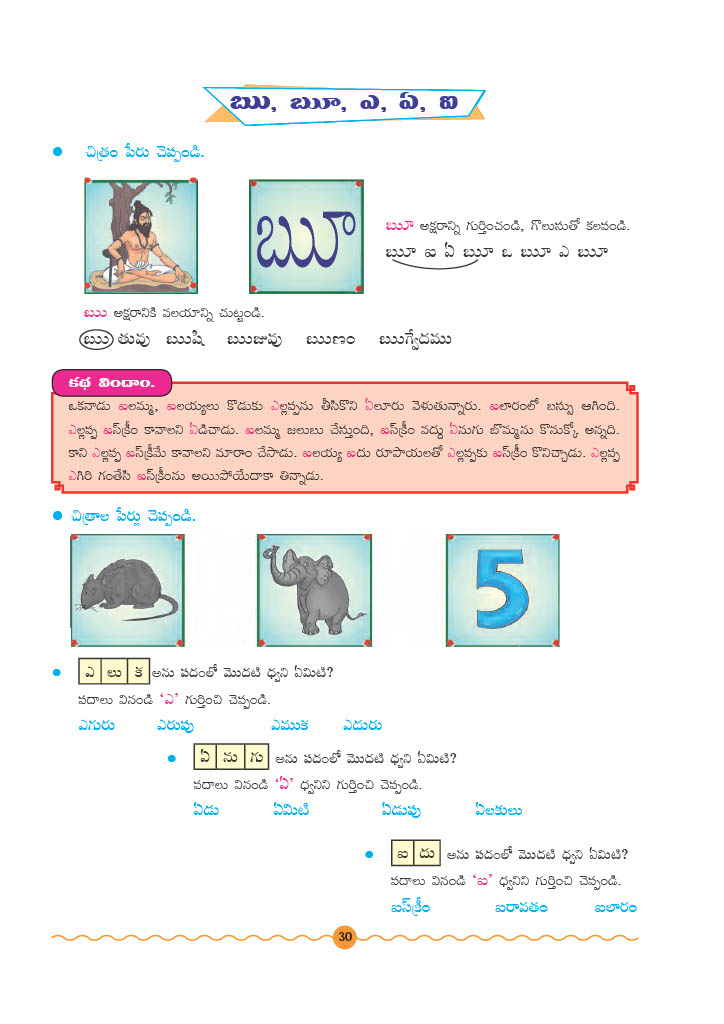 ఋ, ౠ, ఎ, ఏ, ఐ
చిత్రం పేరు చెప్పండి.
ౠ
ౠ అక్షరాన్ని గుర్తించండి, గొలుసుతో కలపండి.
ౠ ఐ ఏ ౠ ఒ ౠ ఎ ౠ
ఋ అక్షరానికి వలయాన్ని చుట్టండి.
ఋతువు ఋషి ఋజువు ఋణం ఋగ్వేదము
కథ విందాం.
ఒకనాడు ఐలమ్మ, ఐలయ్యలు కొడుకు ఎల్లప్పను తీసికొని ఏలూరు వెళుతున్నారు. ఐలారంలో బస్సు ఆగింది.
ఎల్లప్ప ఐస్‌క్రీం కావాలని ఏడిచాడు. ఐలమ్మ జలుబు చేస్తుంది, ఐస్‌క్రీం వద్దు ఏనుగు బొమ్మను కొనుక్కో అన్నది.
కాని ఎల్లప్ప ఐస్‌క్రీమే కావాలని మారాం చేసాడు. ఐలయ్య ఐదు రూపాయలతో ఎల్లప్పకు ఐస్‌క్రీం కొనిచ్చాడు. ఎల్లప్ప
ఎగిరి గంతేసి ఐస్‌క్రీంను అయిపోయేదాకా తిన్నాడు.
చిత్రాల పేర్లు చెప్పండి.
5
ఎ లు క అను పదంలో మొదటి ధ్వని ఏమిటి?
పదాలు వినండి ‘ఎ’ గుర్తించి చెప్పండి.
ఎగురు ఎరువు ఎముక ఎదురు
ఏ ను గు అను పదంలో మొదటి ధ్వని ఏమిటి?
పదాలు వినండి ‘ఏ’ ధ్వనిని గుర్తించి చెప్పండి.
ఏడు ఏమిటి ఏడువు ఏలకులు
ఐ దు అను పదంలో మొదటి ధ్వని ఏమిటి?
పదాలు వినండి ‘ఐ’ ధ్వనిని గుర్తించి చెప్పండి.
ఐస్‌క్రీం ఐరావతం ఐలారం
30